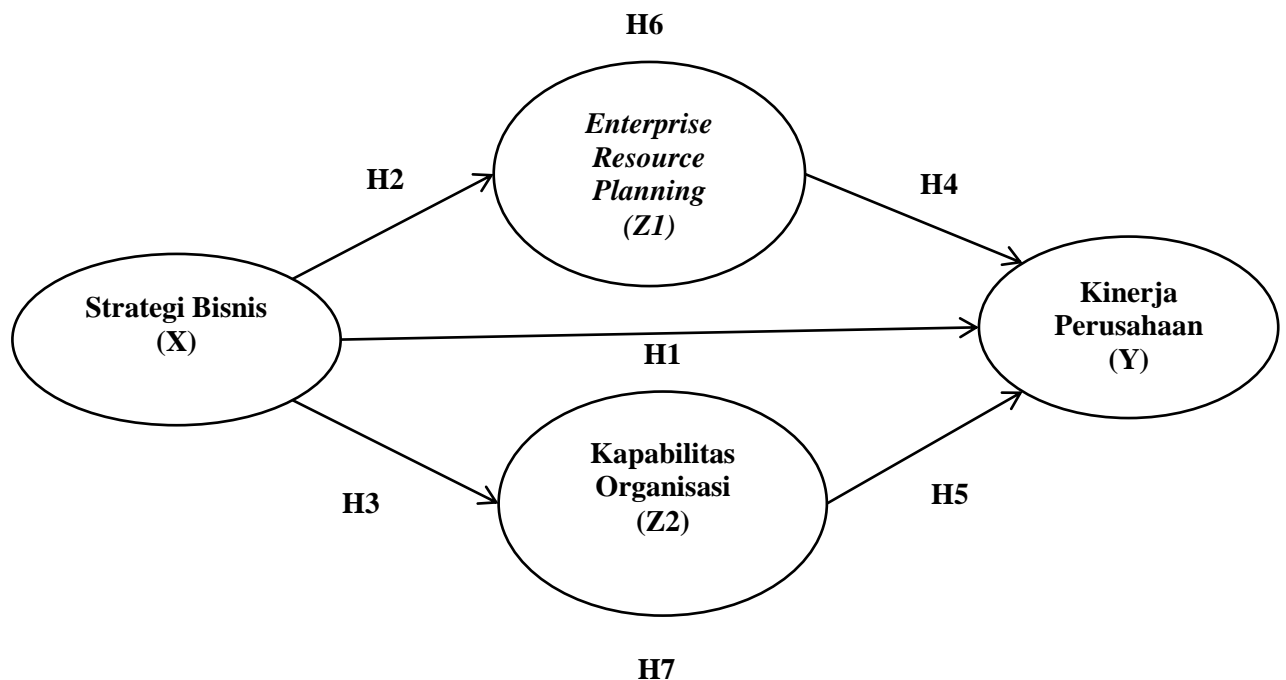 H6
Enterprise
Resource
Planning
(Z1)
H2
H4
Strategi Bisnis
(X)
Kinerja
Perusahaan
(Y)
H1
Kapabilitas
Organisasi
(Z2)
H3
H5
H7